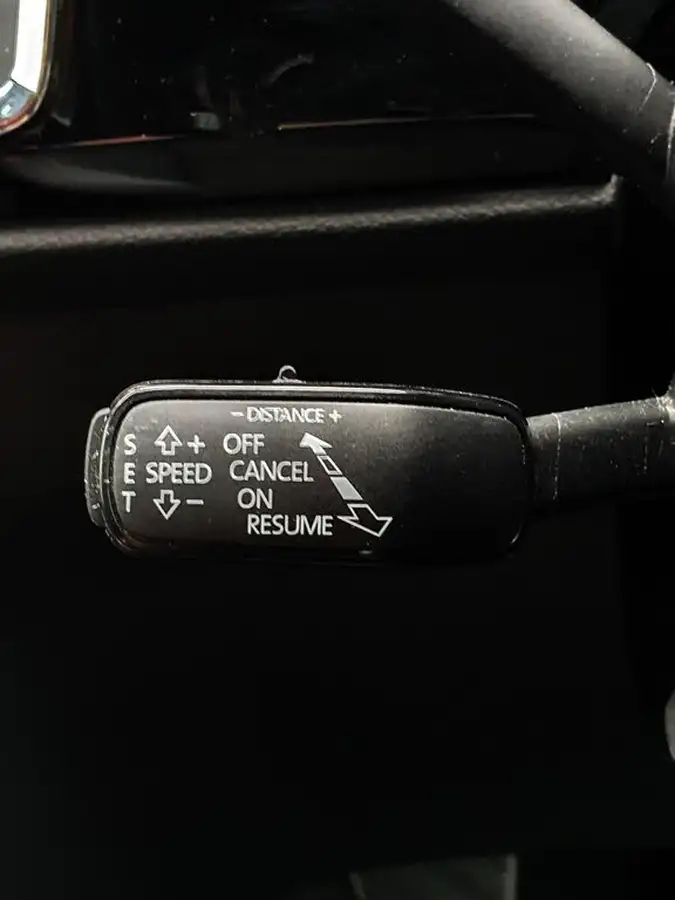 − DISTANCE +
S
E
T
+
SPEED
−
OFF
CANCEL
ON
RESUME